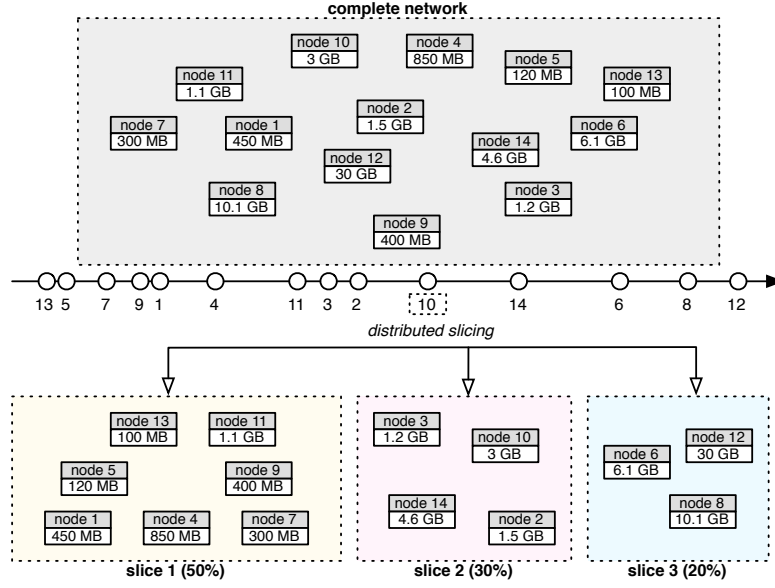 complete network
node 10
3 GB
node 4
850 MB
node 5
120 MB
node 11
1.1 GB
node 13
100 MB
node 2
1.5 GB
node 7
300 MB
node 1
450 MB
node 6
6.1 GB
node 14
4.6 GB
node 12
30 GB
node 8
10.1 GB
node 3
1.2 GB
node 9
400 MB
13 5 7 9 1 4 11 3 2 10 14 6 8 12
distributed slicing
node 13
100 MB
node 11
1.1 GB
node 5
120 MB
node 9
400 MB
node 1
450 MB
node 4
850 MB
node 7
300 MB
slice 1 (50%)
node 3
1.2 GB
node 10
3 GB
node 14
4.6 GB
node 2
1.5 GB
slice 2 (30%)
node 12
30 GB
node 6
6.1 GB
node 8
10.1 GB
slice 3 (20%)